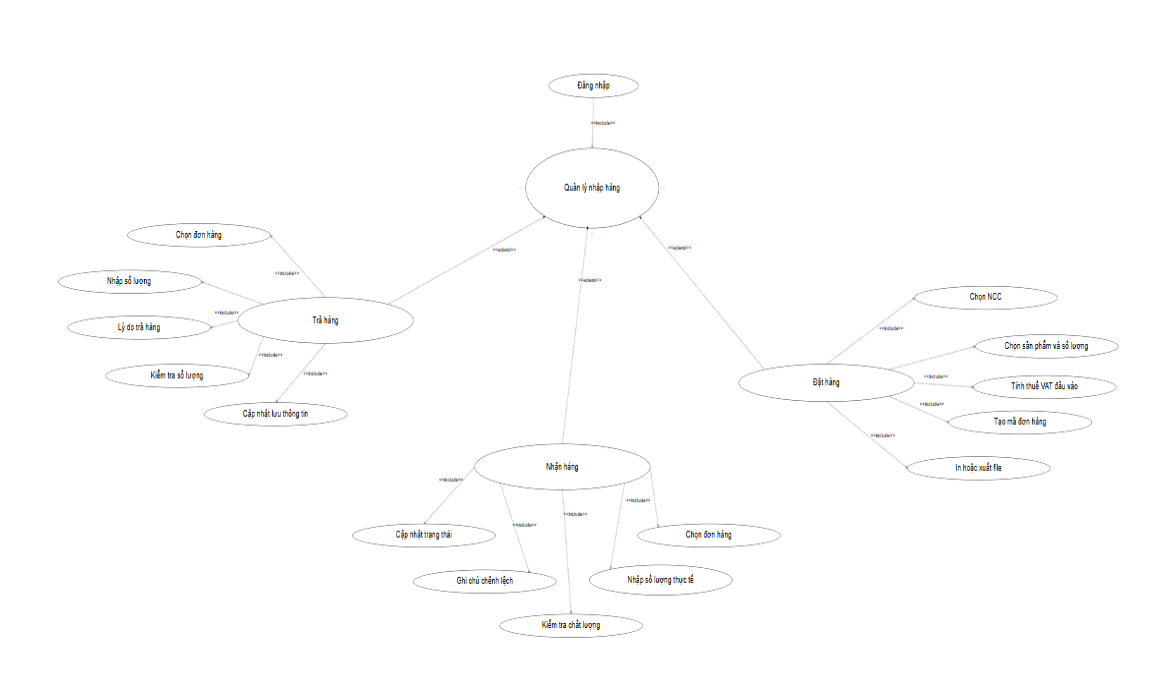 Đăng nhập
<<include>>
Quản lý nhập hàng
<<extend>>
<<extend>>
<<extend>>
Chọn đơn hàng
<<include>>
Nhập số lượng
<<include>>
Lý do trả hàng
Trả hàng
<<include>>
Kiểm tra số lượng
<<include>>
Cập nhật lưu thông tin
Chọn NCC
<<include>>
Chọn sản phẩm và số lượng
<<include>>
Đặt hàng
Tính thuế VAT đầu vào
<<include>>
Tạo mã đơn hàng
<<include>>
In hoặc xuất file
Nhận hàng
<<include>>
<<include>>
<<include>>
<<include>>
Cập nhật trạng thái
Chọn đơn hàng
Ghi chú chênh lệch
Nhập số lượng thực tế
Kiểm tra chất lượng